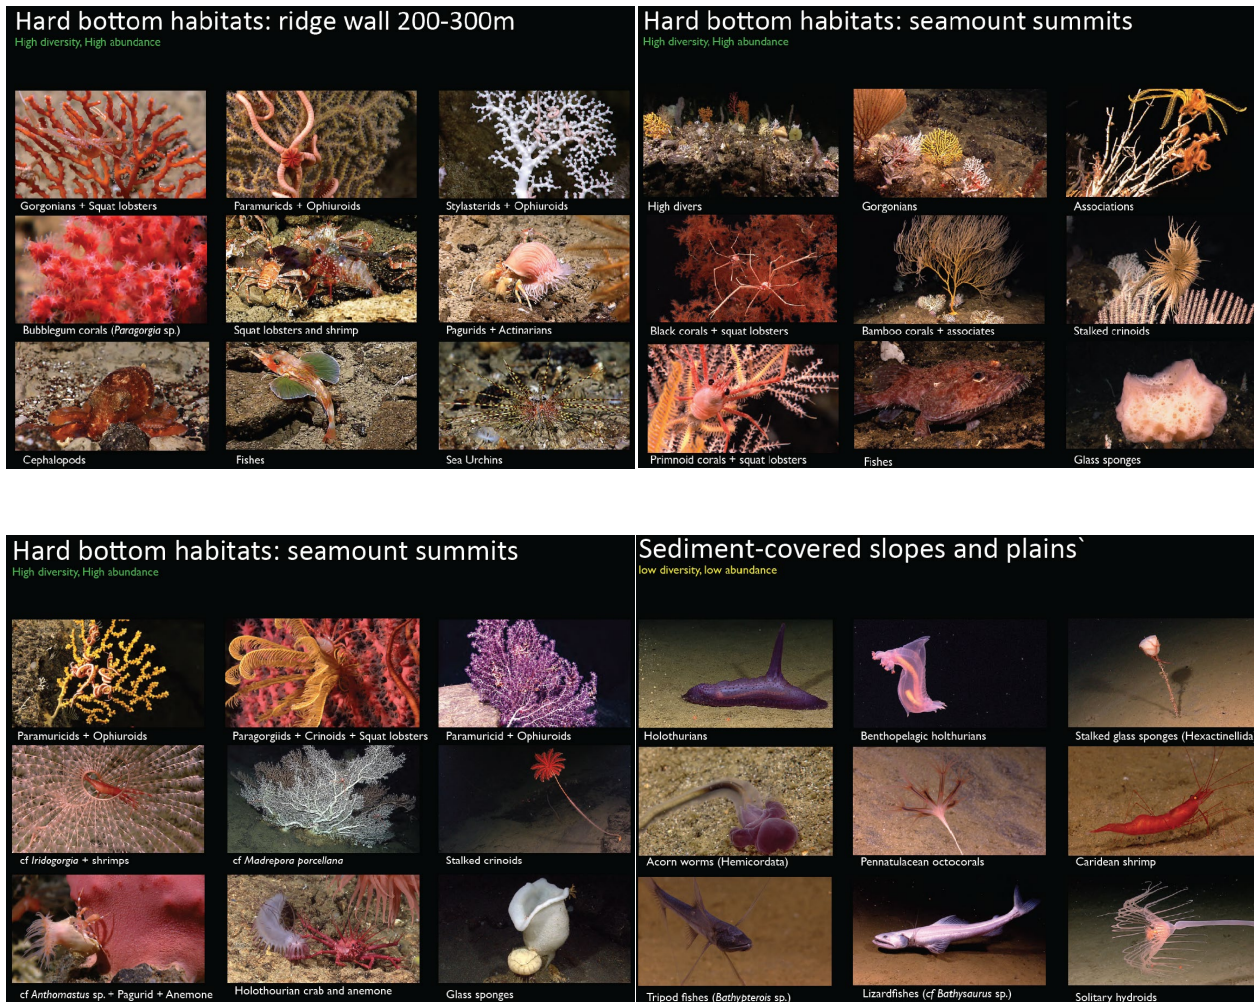 Hard bottom habitats: ridge wall 200-300m
High diversity, High abundance
Gorgonians + Squat lobsters
Paramuricds + Ophiuroids
Stylasterids + Ophiuroids
Bubblegum corals (Paragorgia sp.)
Squat lobsters and shrimp
Pagurids + Actinarians
Cephalopods
Fishes
Sea Urchins
Hard bottom habitats: seamount summits
High diversity, High abundance
High divers
Gorgonians
Associations
Black corals + squat lobsters
Bamboo corals + associates
Stalked crinoids
Primnoid corals + squat lobsters
Fishes
Glass sponges
Hard bottom habitats: seamount summits
High diversity, High abundance
Paramuricids + Ophiuroids
Paragorgiids + Crinoids + Squat lobsters
Paramuricid + Ophiuroids
cf Iridogorgia + shrimps
cf Madrepora porcellana
Stalked crinoids
cf Anthomastus sp. + Pagurid + Anemone
Holothourian crab and anemone
Glass sponges
Sediment-covered slopes and plains`
low diversity, low abundance
Holothurians
Benthopelagic holthurians
Stalked glass sponges (Hexactinellida
Acorn worms (Hemicordata)
Pennatulacean octocorals
Caridean shrimp
Tripod fishes (Bathypterois sp.)
Lizardfishes (cf Bathysaurus sp.)
Solitary hydroids